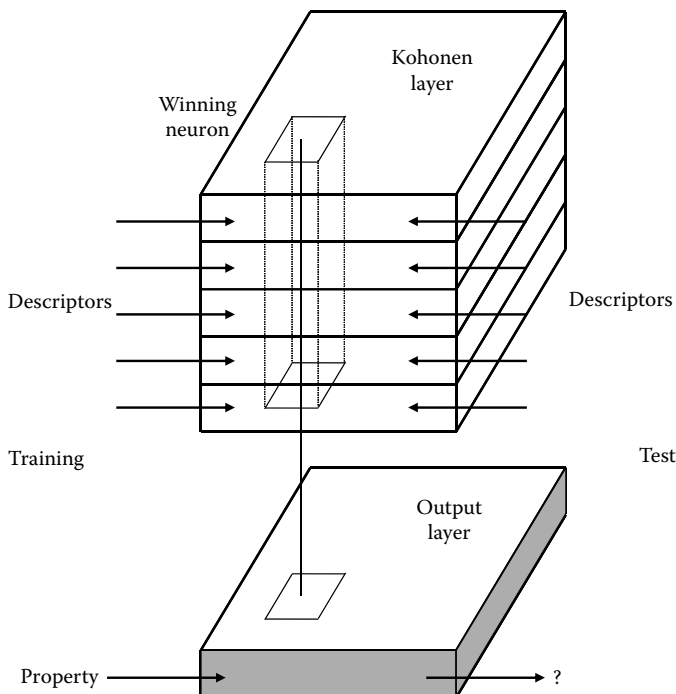 Kohonen
layer
Winning
neuron
Descriptors
Descriptors
Training
Test
Output
layer
Property
?